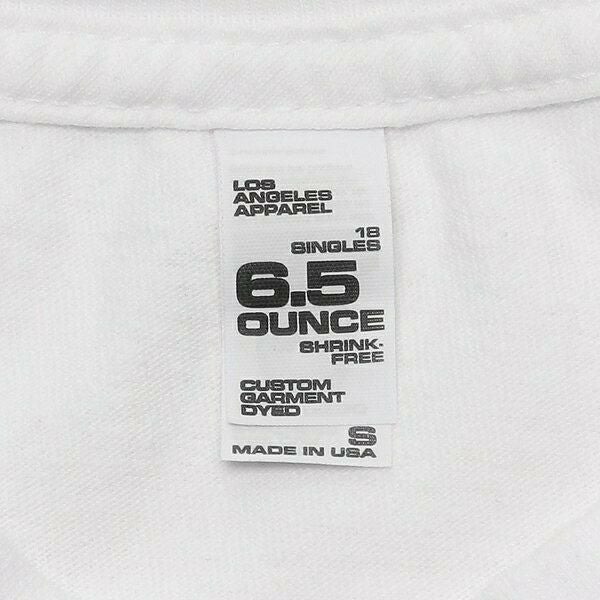 LOS
ANGELES
APPAREL
18
SINGLES
6.5
OUNCE
SHRINK-
FREE
CUSTOM
GARMENT
DYED
S
MADE IN USA